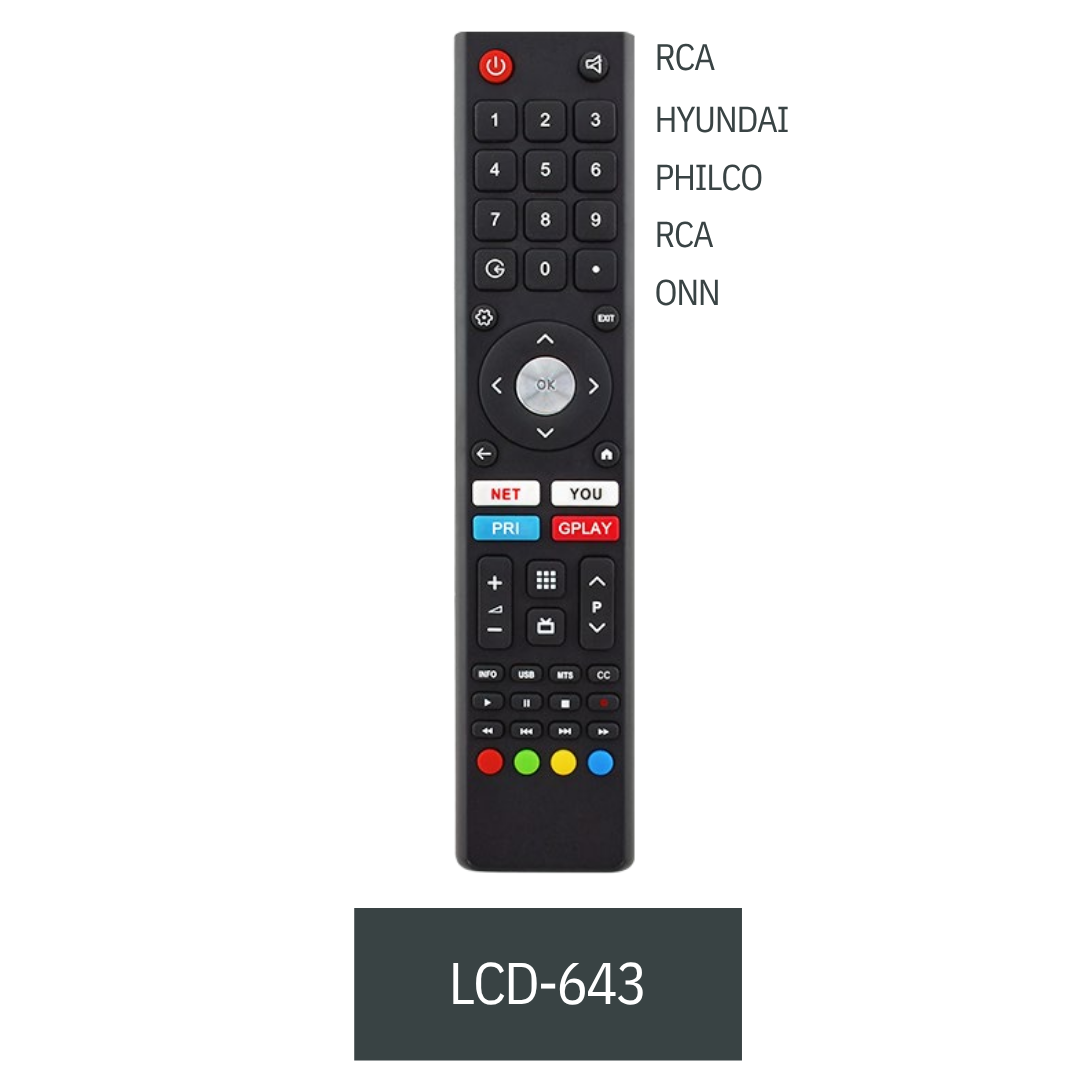 RCA
HYUNDAI
PHILCO
RCA
ONN
1 2 3
4 5 6
7 8 9
0
EXIT
OK
NET YOU
PRI GPLAY
P
INFO USB MTS CC
LCD-643